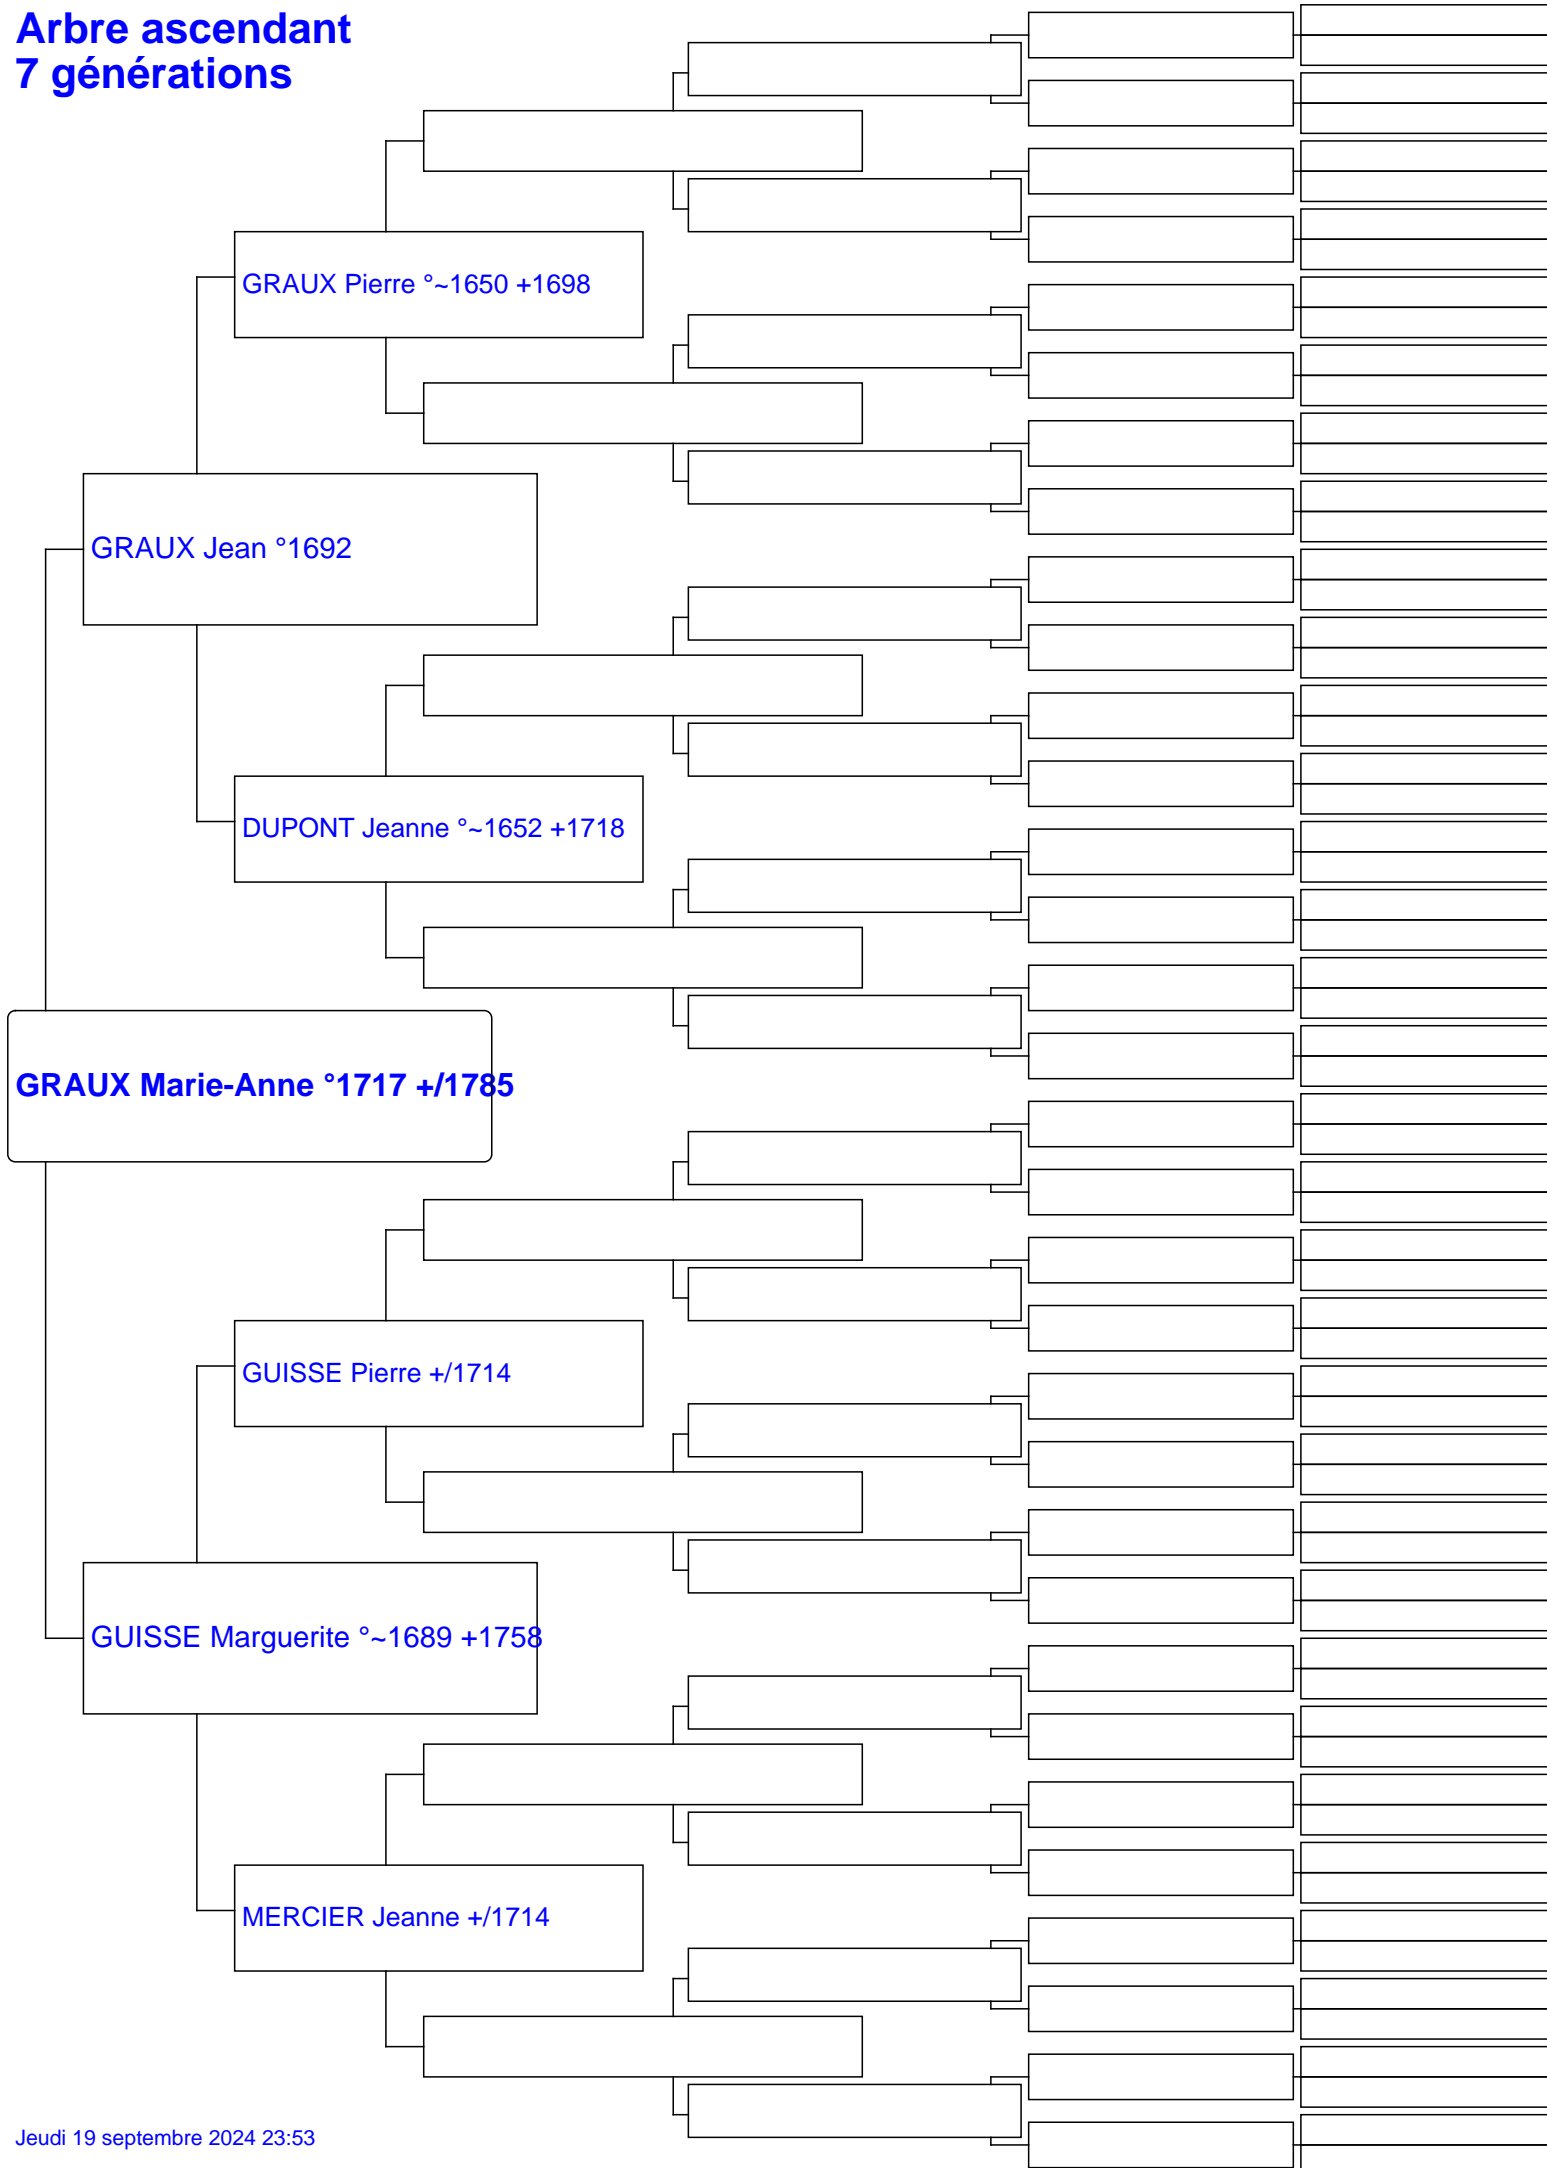 Arbre ascendant
7 générations
GRAUX Pierre °~1650 +1698
GRAUX Jean °1692
DUPONT Jeanne °~1652 +1718
GRAUX Marie-Anne °1717 +/1785
GUISSE Pierre +/1714
GUISSE Marguerite °~1689 +1758
MERCIER Jeanne +/1714
Jeudi 19 septembre 2024 23:53